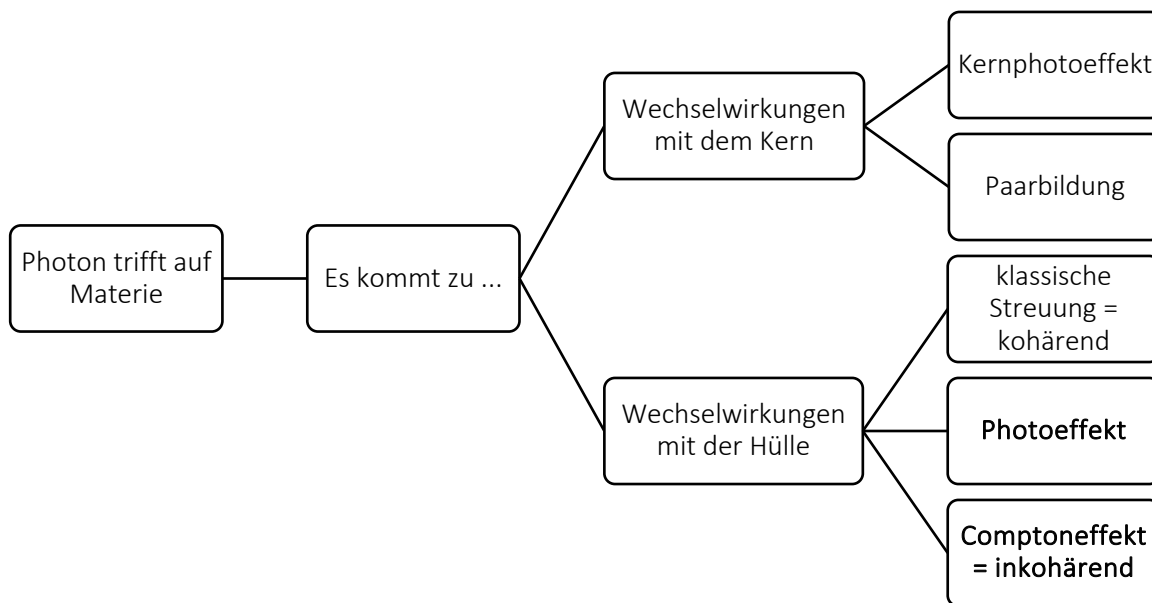 Photon trifft auf
Materie
Es kommt zu ...
Wechselwirkungen
mit dem Kern
Kernphotoeffekt
Paarbildung
Wechselwirkungen
mit der Hülle
klassische
Streuung =
kohärend
Photoeffekt
Comptoneffekt
= inkohärend